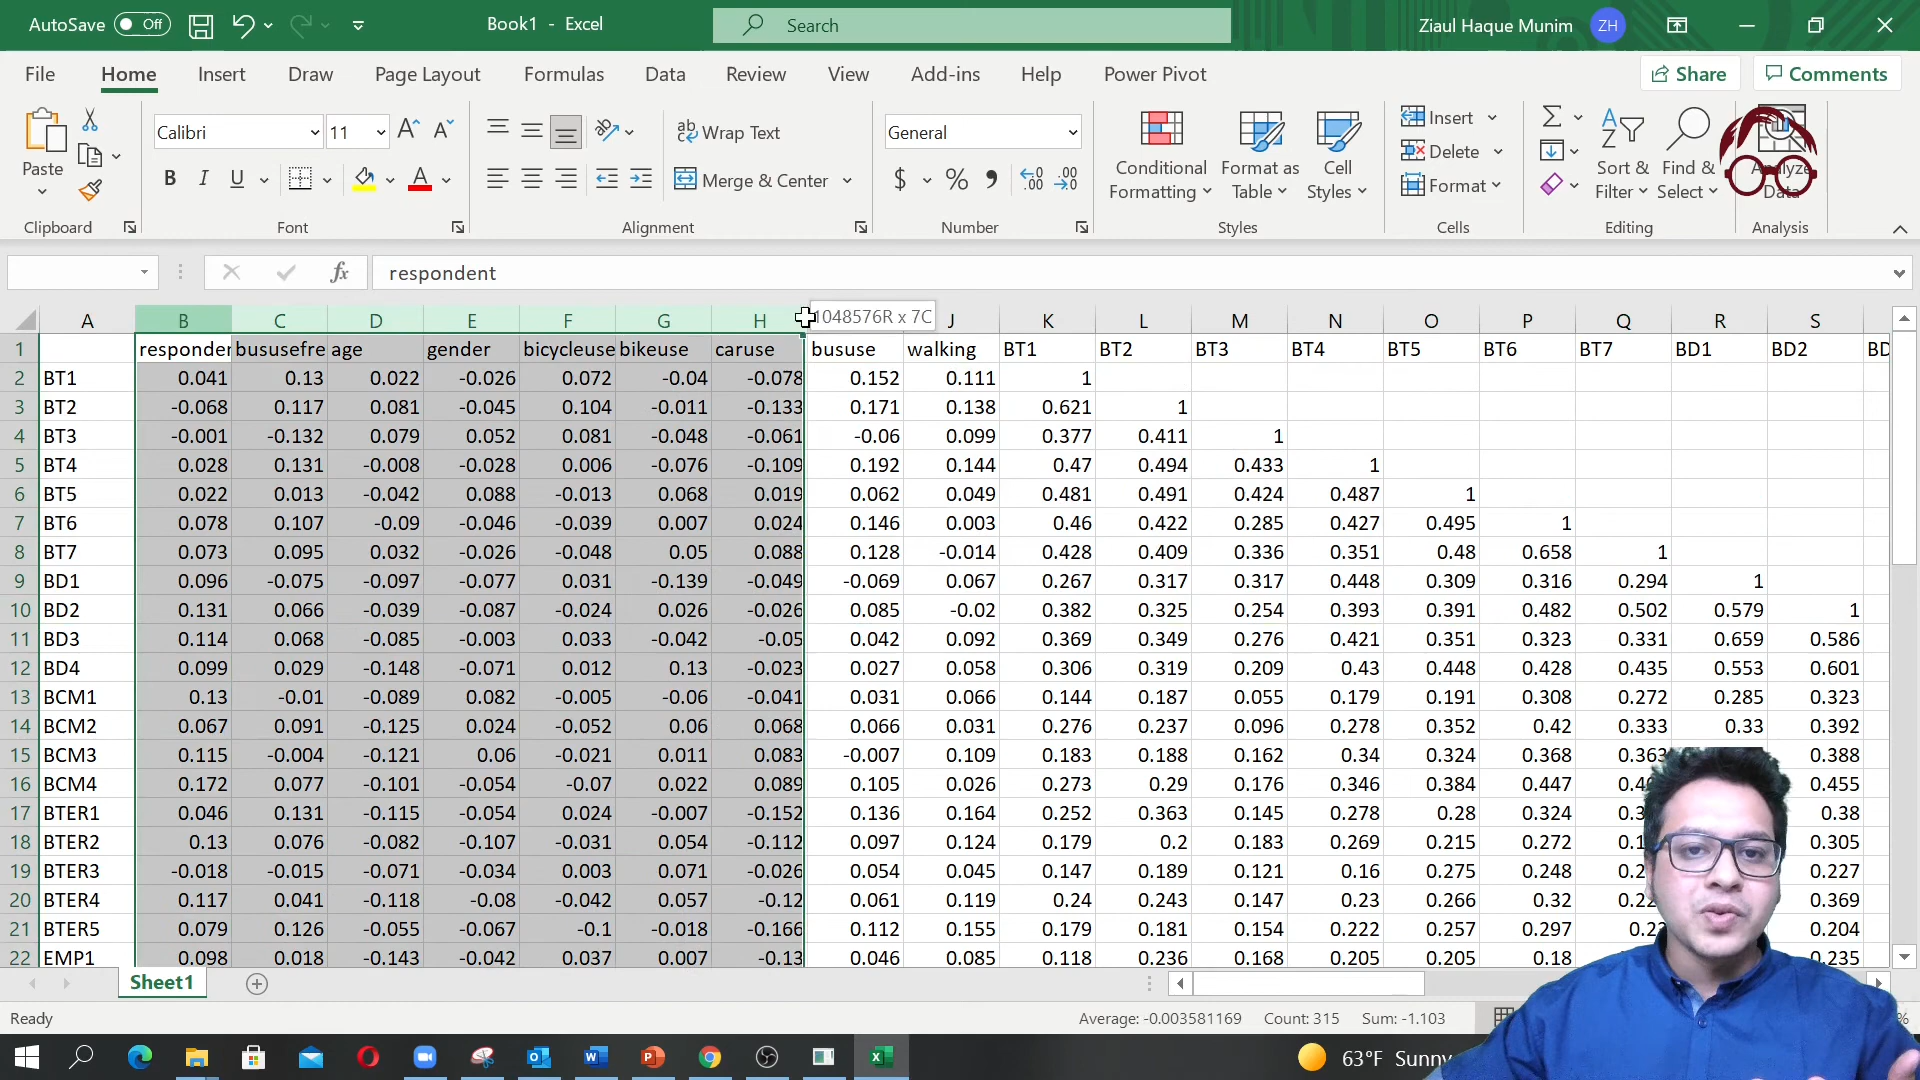 AutoSave Off Book1 - Excel Search Ziaul Haque Munim ZH
File Home Insert Draw Page Layout Formulas Data Review View Add-ins Help Power Pivot Share Comments
Paste Calibri 11 B I U A Wrap Text Merge & Center General $ % Conditional Formatting Format as Table Cell Styles Insert Delete Format Sort & Filter Find & Select Analyze Data
Clipboard Font Alignment Number Styles Cells Editing Analysis
fx respondent
A B C D E F G H 1048576R x 7C J K L M N O P Q R S
1 responder bususefre age gender bicycleuse bikeuse caruse bususe walking BT1 BT2 BT3 BT4 BT5 BT6 BT7 BD1 BD2 BD
2 BT1 0.041 0.13 0.022 -0.026 0.072 -0.04 -0.078 0.152 0.111 1
3 BT2 -0.068 0.117 0.081 -0.045 0.104 -0.011 -0.133 0.171 0.138 0.621 1
4 BT3 -0.001 -0.132 0.079 0.052 0.081 -0.048 -0.061 -0.06 0.099 0.377 0.411 1
5 BT4 0.028 0.131 -0.008 -0.028 0.006 -0.076 -0.109 0.192 0.144 0.47 0.494 0.433 1
6 BT5 0.022 0.013 -0.042 0.088 -0.013 0.068 0.019 0.062 0.049 0.481 0.491 0.424 0.487 1
7 BT6 0.078 0.107 -0.09 -0.046 -0.039 0.007 0.024 0.146 0.003 0.46 0.422 0.285 0.427 0.495 1
8 BT7 0.073 0.095 0.032 -0.026 -0.048 0.05 0.088 0.128 -0.014 0.428 0.409 0.336 0.351 0.48 0.658 1
9 BD1 0.096 -0.075 -0.097 -0.077 0.031 -0.139 -0.049 -0.069 0.067 0.267 0.317 0.317 0.448 0.309 0.316 0.294 1
10 BD2 0.131 0.066 -0.039 -0.087 -0.024 0.026 -0.026 0.085 -0.02 0.382 0.325 0.254 0.393 0.391 0.482 0.502 0.579 1
11 BD3 0.114 0.068 -0.085 -0.003 0.033 -0.042 -0.05 0.042 0.092 0.369 0.349 0.276 0.421 0.351 0.323 0.331 0.659 0.586
12 BD4 0.099 0.029 -0.148 -0.071 0.012 0.13 -0.023 0.027 0.058 0.306 0.319 0.209 0.43 0.448 0.428 0.435 0.553 0.601
13 BCM1 0.13 -0.01 -0.089 0.082 -0.005 -0.06 -0.041 0.031 0.066 0.144 0.187 0.055 0.179 0.191 0.308 0.272 0.285 0.323
14 BCM2 0.067 0.091 -0.125 0.024 -0.052 0.06 0.068 0.066 0.031 0.276 0.237 0.096 0.278 0.352 0.42 0.333 0.33 0.392
15 BCM3 0.115 -0.004 -0.121 0.06 -0.021 0.011 0.083 -0.007 0.109 0.183 0.188 0.162 0.34 0.324 0.368 0.363 0.388
16 BCM4 0.172 0.077 -0.101 -0.054 -0.07 0.022 0.089 0.105 0.026 0.273 0.29 0.176 0.346 0.384 0.447 0.455
17 BTER1 0.046 0.131 -0.115 -0.054 0.024 -0.007 -0.152 0.136 0.164 0.252 0.363 0.145 0.278 0.28 0.324 0.38
18 BTER2 0.13 0.076 -0.082 -0.107 -0.031 0.054 -0.112 0.097 0.124 0.179 0.2 0.183 0.269 0.215 0.272 0.305
19 BTER3 -0.018 -0.015 -0.071 -0.034 0.003 0.071 -0.026 0.054 0.045 0.147 0.189 0.121 0.16 0.275 0.248 0.227
20 BTER4 0.117 0.041 -0.118 -0.08 -0.042 0.057 -0.12 0.061 0.119 0.24 0.243 0.147 0.23 0.266 0.32 0.369
21 BTER5 0.079 0.126 -0.055 -0.067 -0.1 -0.018 -0.166 0.112 0.155 0.179 0.181 0.154 0.222 0.257 0.297 0.204
22 EMP1 0.098 0.018 -0.143 -0.042 0.037 0.007 -0.13 0.046 0.085 0.118 0.236 0.168 0.205 0.205 0.18 0.235
Sheet1
Ready Average: -0.003581169 Count: 315 Sum: -1.103 %
63°F Sunny